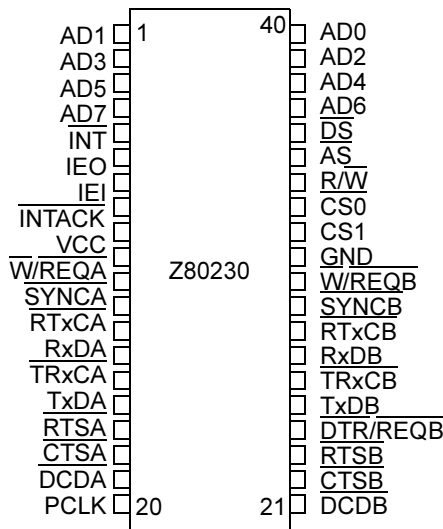 AD1 1 40 AD0
AD3 AD2
AD5 AD4
AD7 AD6
INT DS
IEO AS
IEI R/W
INTACK CS0
VCC CS1
W/REQA GND
SYNCA W/REQB
RTxCA SYNCB
RxDA RTxCB
TRxCA RxDB
TxDA TRxCB
RTSA TxDB
CTSA DTR/REQB
DCDA RTSB
PCLK 20 CTSB
21 DCDB
Z80230